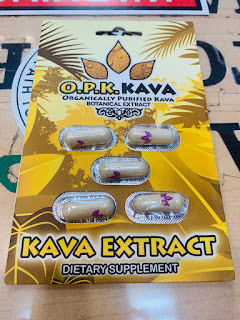 O.P.K. KAVA
ORGANICALLY PURIFIED KAVA
BOTANICAL EXTRACT
KAVA EXTRACT
DIETARY SUPPLEMENT